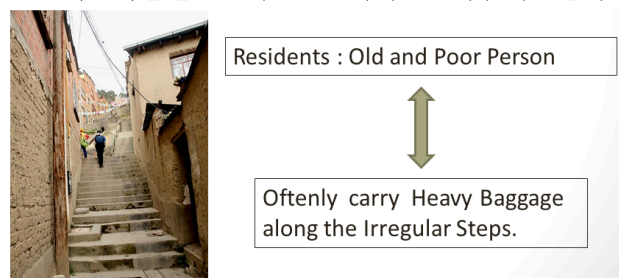 Residents : Old and Poor Person
Oftenly carry Heavy Baggage
along the Irregular Steps.